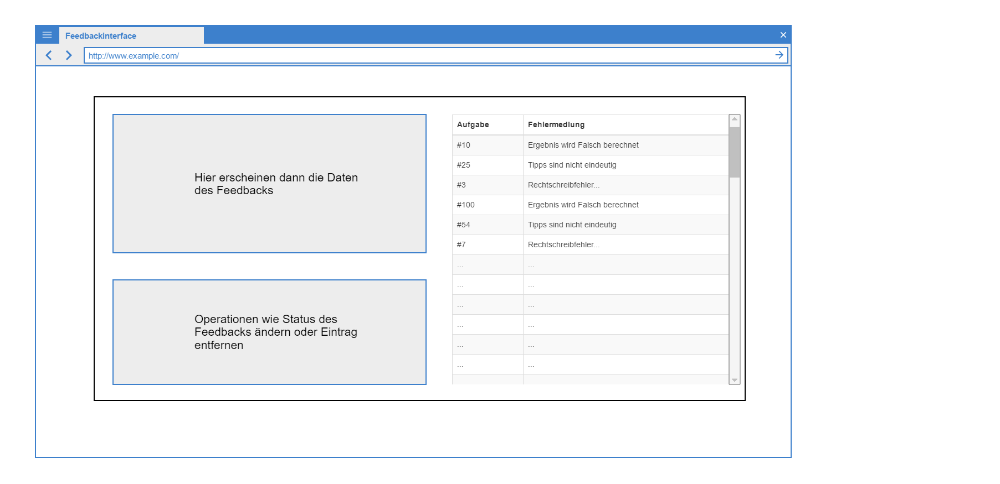 Feedbackinterface
http://www.example.com/
Hier erscheinen dann die Daten
des Feedbacks
Operationen wie Status des
Feedbacks ändern oder Eintrag
entfernen
Aufgabe Fehlermedlung
#10 Ergebnis wird Falsch berechnet
#25 Tipps sind nicht eindeutig
#3 Rechtschreibfehler...
#100 Ergebnis wird Falsch berechnet
#54 Tipps sind nicht eindeutig
#7 Rechtschreibfehler...
... ...
... ...
... ...
... ...
... ...
... ...